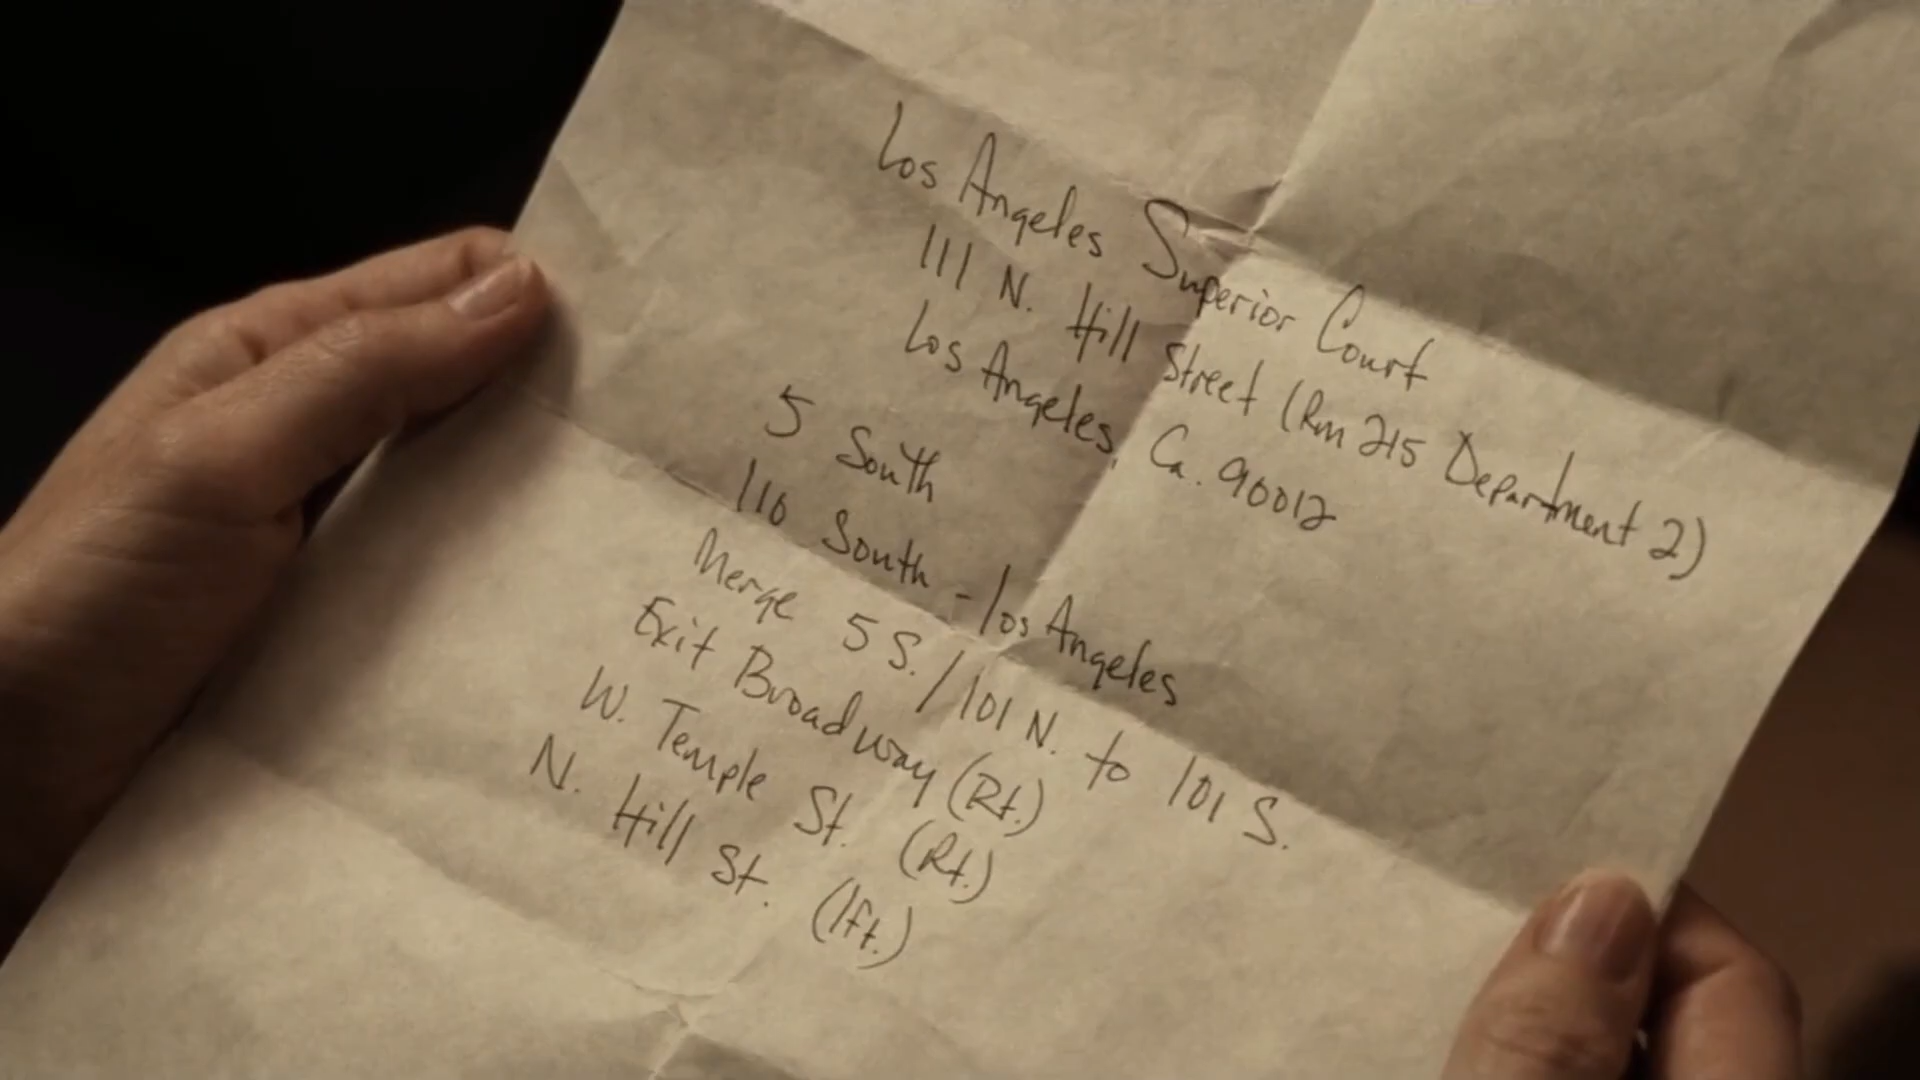 Los Angeles Superior Court
111 N. Hill Street (Rm 215 Department 2)
Los Angeles, Ca. 90012
5 South
110 South - los Angeles
Merge 5 S. / 101 N. to 101 S.
Exit Broadway (Rt.)
W. Temple St. (Rt.)
N. Hill St. (lft.)